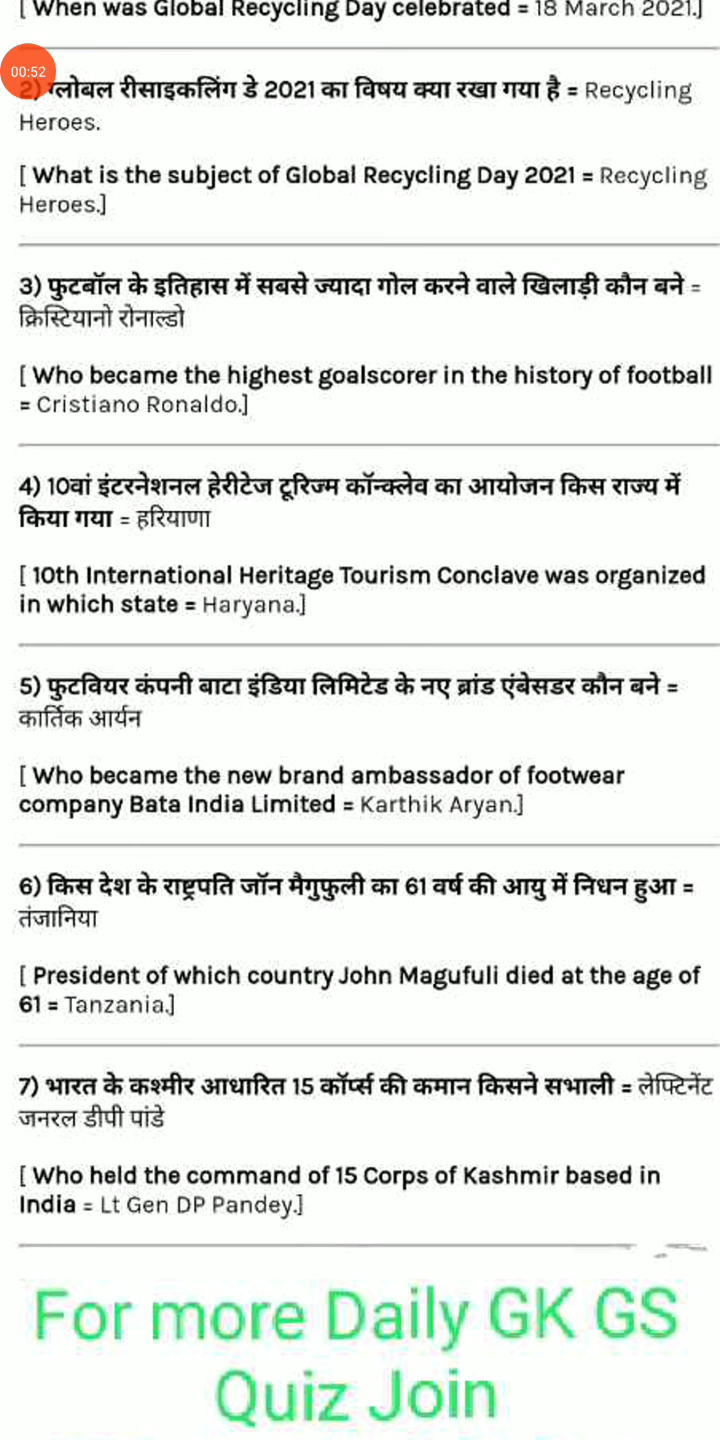 [ When was Global Recycling Day celebrated = 18 March 2021.]
00:52
2) ग्लोबल रीसाइकलिंग डे 2021 का विषय क्या रखा गया है = Recycling
Heroes.
[ What is the subject of Global Recycling Day 2021 = Recycling
Heroes.]
3) फुटबॉल के इतिहास में सबसे ज्यादा गोल करने वाले खिलाड़ी कौन बने =
क्रिस्टियानो रोनाल्डो
[ Who became the highest goalscorer in the history of football
= Cristiano Ronaldo.]
4) 10वां इंटरनेशनल हेरीटेज टूरिज्म कॉन्क्लेव का आयोजन किस राज्य में
किया गया = हरियाणा
[ 10th International Heritage Tourism Conclave was organized
in which state = Haryana.]
5) फुटवियर कंपनी बाटा इंडिया लिमिटेड के नए ब्रांड एंबेसडर कौन बने =
कार्तिक आर्यन
[ Who became the new brand ambassador of footwear
company Bata India Limited = Karthik Aryan.]
6) किस देश के राष्ट्रपति जॉन मैगुफुली का 61 वर्ष की आयु में निधन हुआ =
तंजानिया
[ President of which country John Magufuli died at the age of
61 = Tanzania.]
7) भारत के कश्मीर आधारित 15 कॉर्प्स की कमान किसने सभाली = लेफ्टिनेंट
जनरल डीपी पांडे
[ Who held the command of 15 Corps of Kashmir based in
India = Lt Gen DP Pandey.]
For more Daily GK GS
Quiz Join